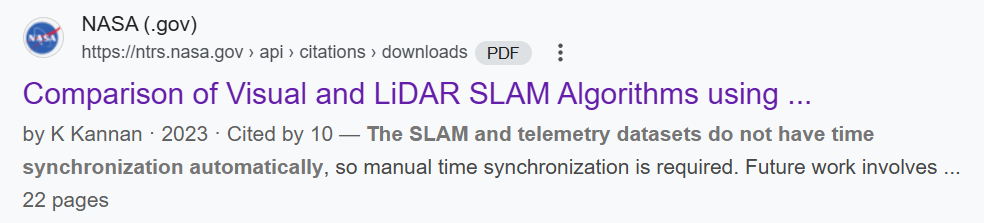 NASA (.gov)
https://ntrs.nasa.gov › api › citations › downloads PDF
Comparison of Visual and LiDAR SLAM Algorithms using ...
by K Kannan · 2023 · Cited by 10 — The SLAM and telemetry datasets do not have time
synchronization automatically, so manual time synchronization is required. Future work involves ...
22 pages